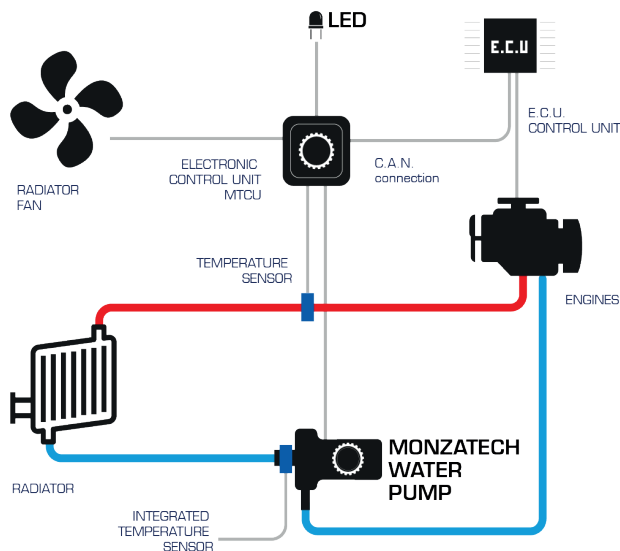 LED
E.C.U
E.C.U.
CONTROL UNIT
ELECTRONIC
CONTROL UNIT
MTCU
C.A.N.
connection
RADIATOR
FAN
TEMPERATURE
SENSOR
ENGINES
MONZATECH
WATER
PUMP
RADIATOR
INTEGRATED
TEMPERATURE
SENSOR